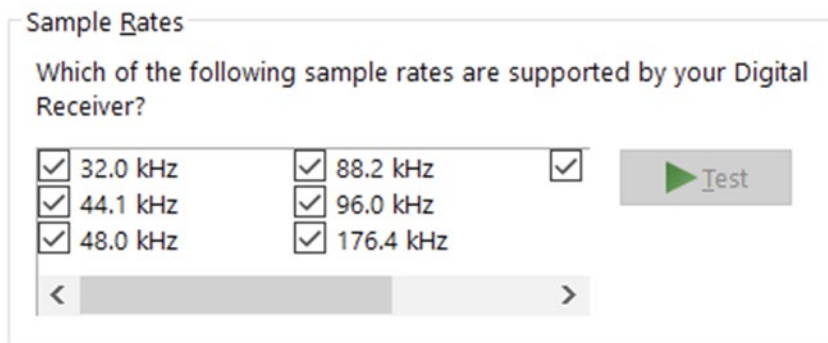 Sample Rates
Which of the following sample rates are supported by your Digital
Receiver?
32.0 kHz 88.2 kHz
44.1 kHz 96.0 kHz
48.0 kHz 176.4 kHz
Test